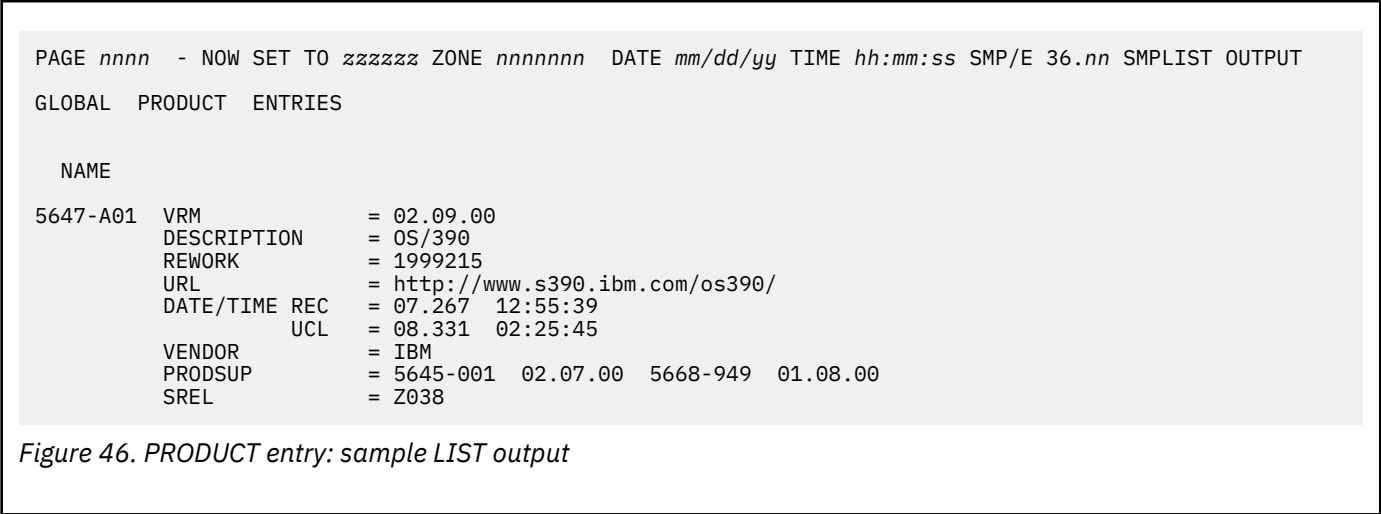 PAGE nnnn - NOW SET TO zzzzzz ZONE nnnnnnn DATE mm/dd/yy TIME hh:mm:ss SMP/E 36.nn SMPLIST OUTPUT
GLOBAL PRODUCT ENTRIES
NAME
5647-A01 VRM = 02.09.00
DESCRIPTION = OS/390
REWORK = 1999215
URL = http://www.s390.ibm.com/os390/
DATE/TIME REC = 07.267 12:55:39
UCL = 08.331 02:25:45
VENDOR = IBM
PRODSUP = 5645-001 02.07.00 5668-949 01.08.00
SREL = Z038
Figure 46. PRODUCT entry: sample LIST output